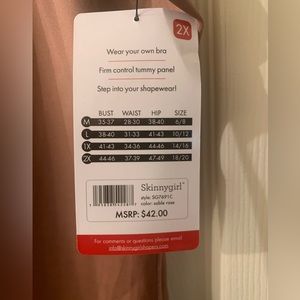 2X
Wear your own bra
Firm control tummy panel
Step into your shapewear!
BUST WAIST HIP SIZE
M 35-37 28-30 38-40 6/8
L 38-40 31-33 41-43 10/12
1X 41-43 34-36 44-46 14/16
2X 44-46 37-39 47-49 18/20
Skinnygirl
style: SG7691C
color: sable rose
MSRP: $42.00
For comments or questions please email
info@skinnygirlshapers.com